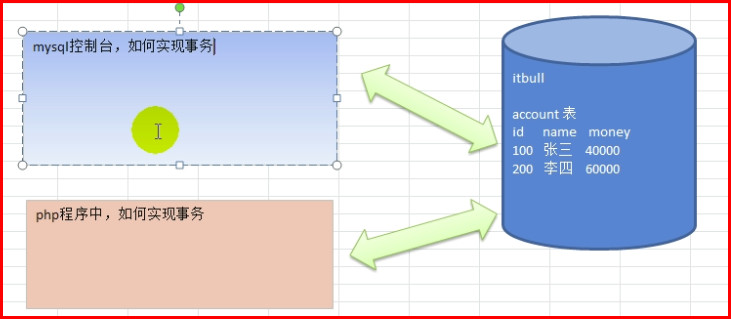 mysql控制台，如何实现事务
php程序中，如何实现事务
itbull
account 表
id name money
100 张三 40000
200 李四 60000